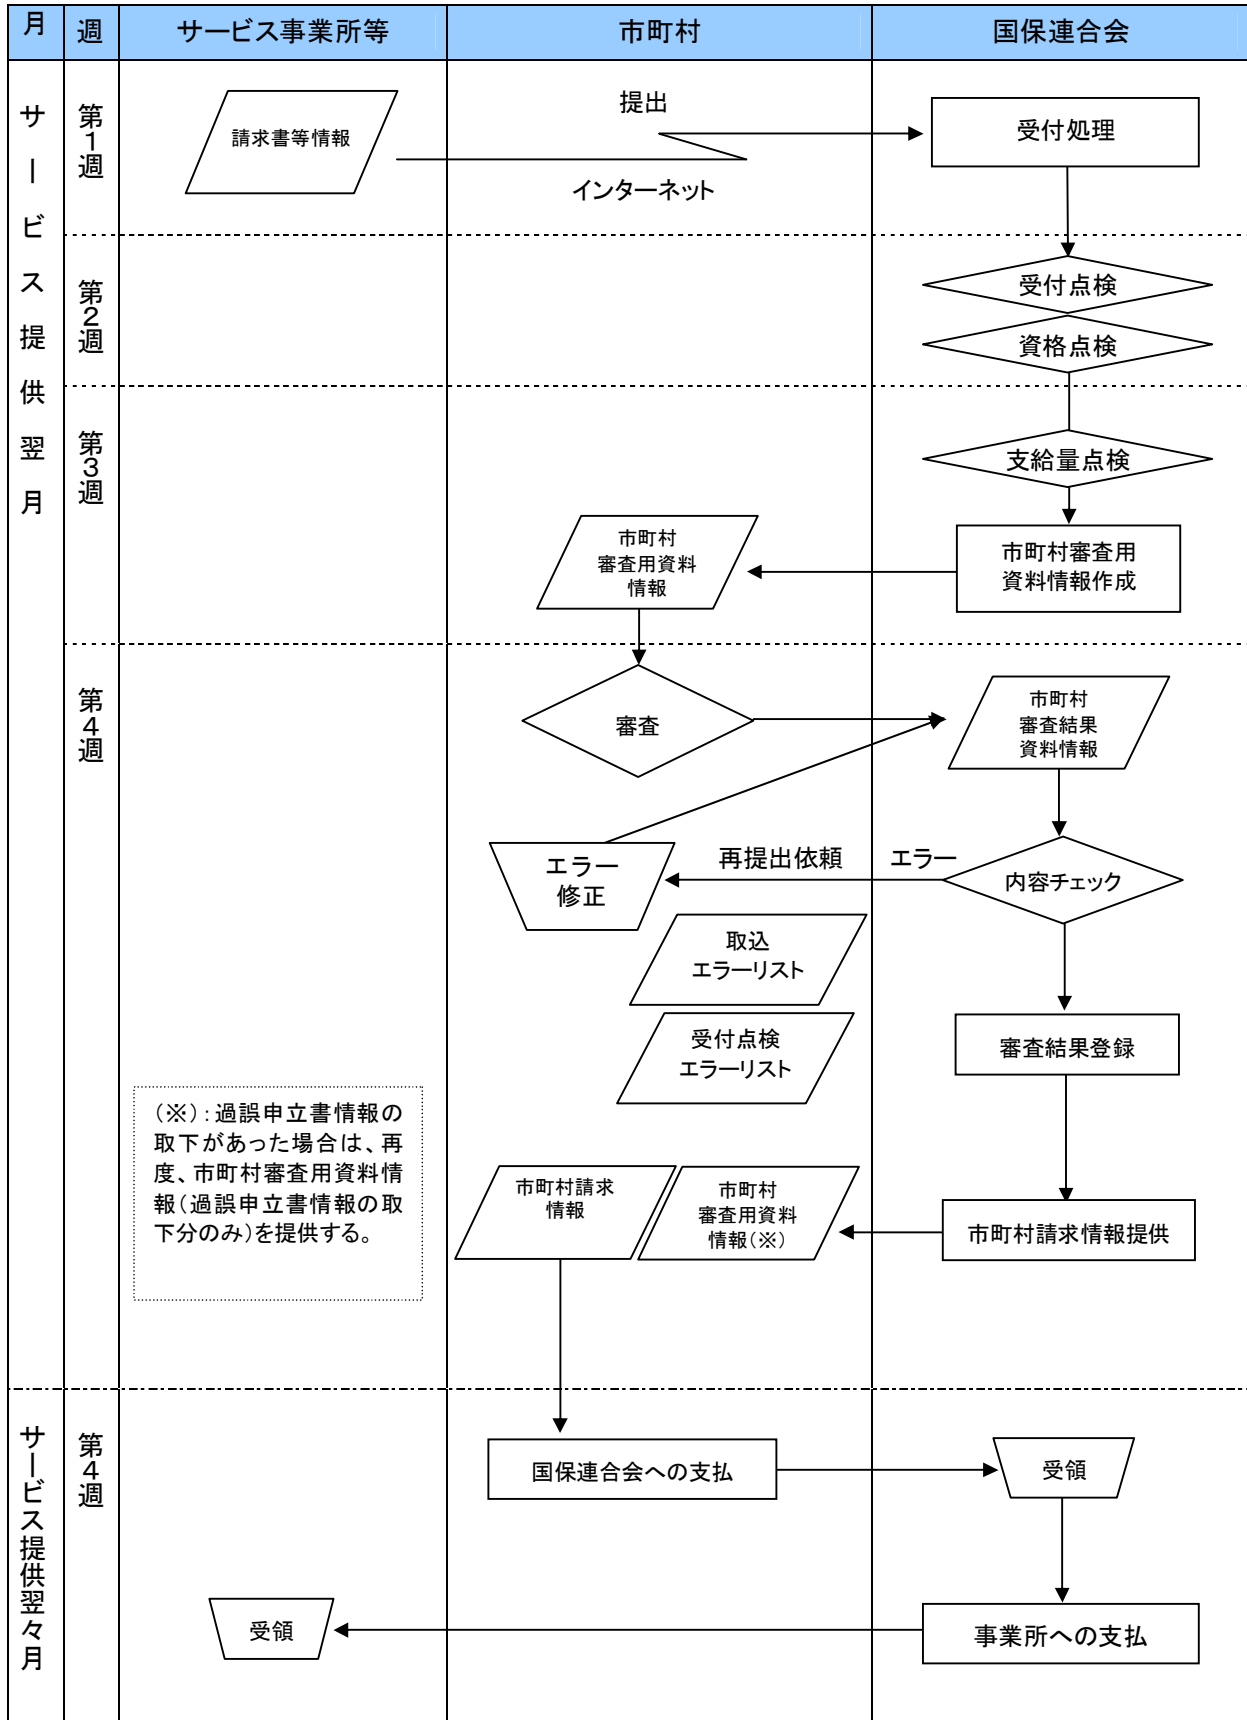 月
週
サービス事業所等
市町村
国保連合会
サービス提供翌月
第1週
請求書等情報
提出
インターネット
受付処理
第2週
受付点検
資格点検
第3週
支給量点検
市町村審査用
資料情報作成
市町村
審査用資料
情報
第4週
審査
市町村
審査結果
資料情報
エラー
修正
再提出依頼
エラー
内容チェック
取込
エラーリスト
受付点検
エラーリスト
審査結果登録
(※):過誤申立書情報の
取下があった場合は、再
度、市町村審査用資料情
報(過誤申立書情報の取
下分のみ)を提供する。
市町村請求
情報
市町村
審査用資料
情報(※)
市町村請求情報提供
サービス提供翌々月
第4週
国保連合会への支払
受領
受領
事業所への支払